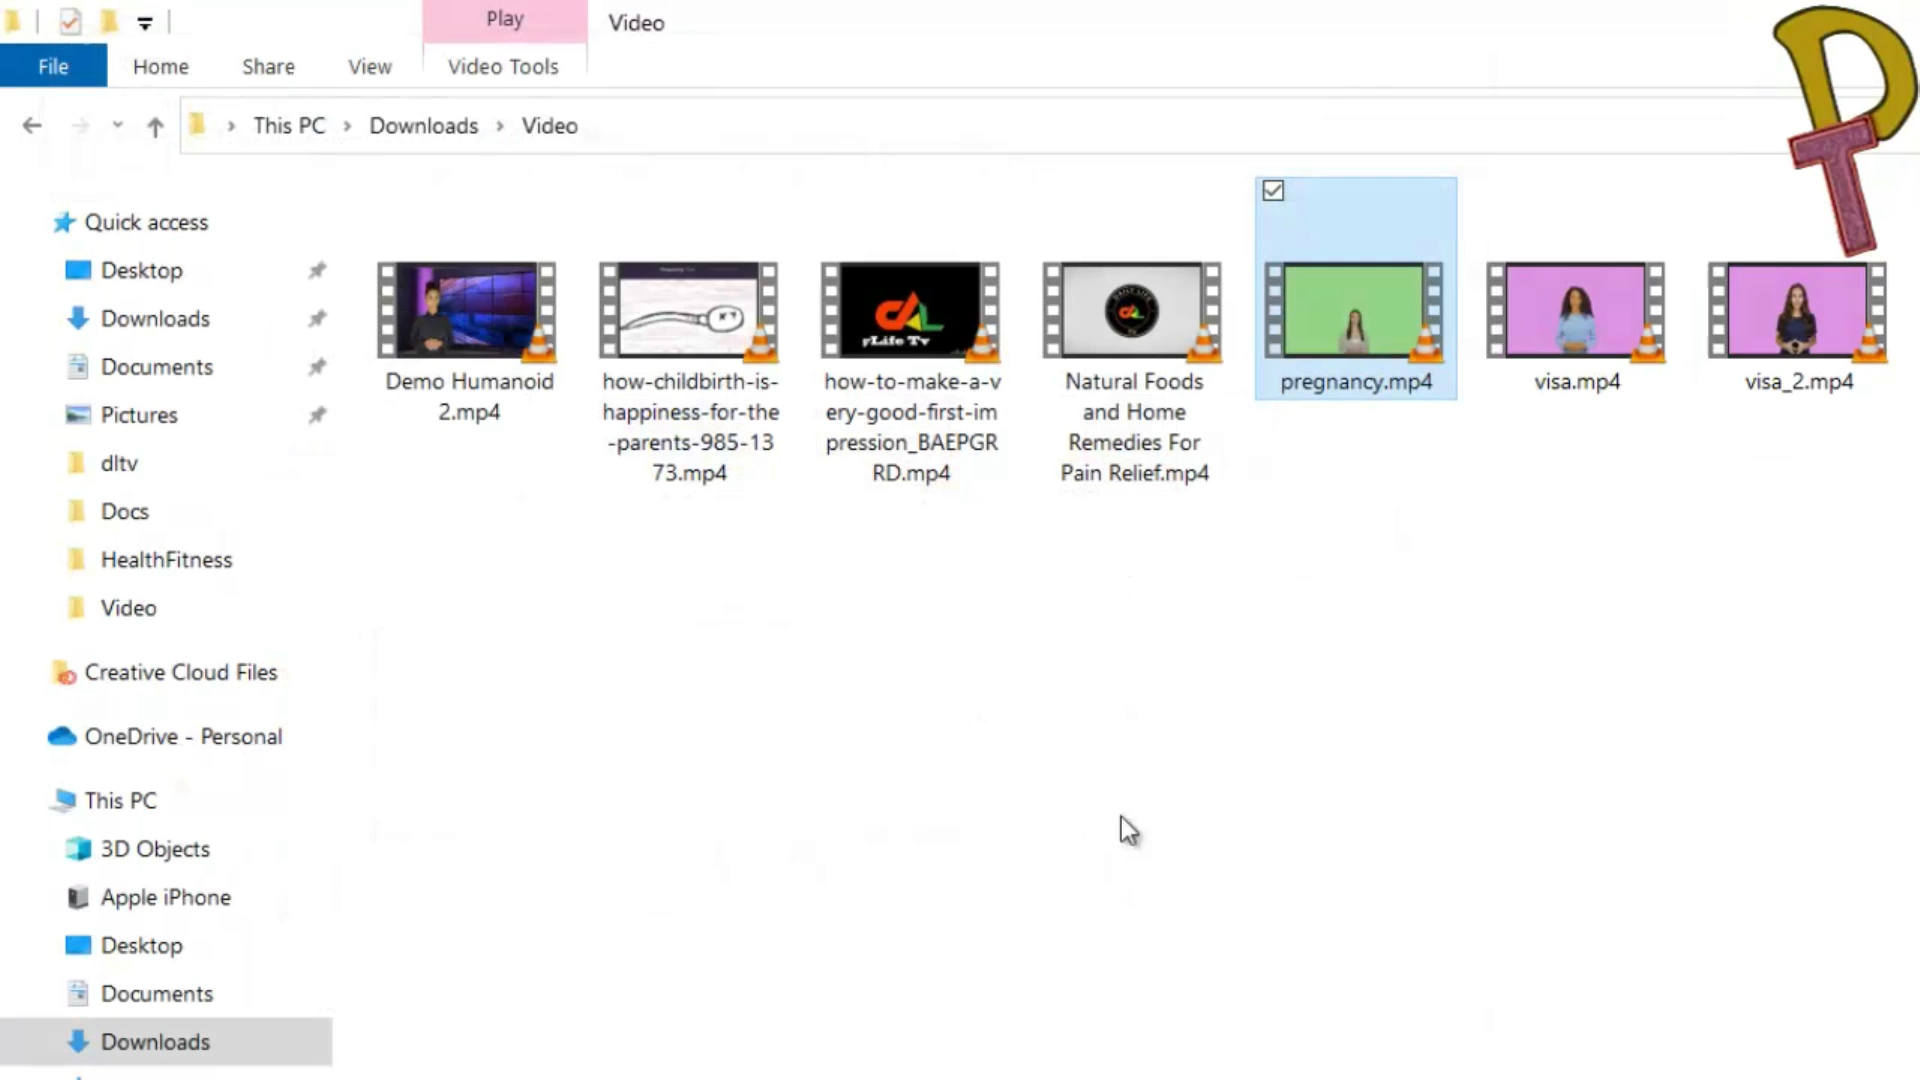 Play
Video
File
Home
Share
View
Video Tools
This PC
Downloads
Video
Quick access
Desktop
Downloads
Documents
Pictures
dltv
Docs
HealthFitness
Video
Creative Cloud Files
OneDrive - Personal
This PC
3D Objects
Apple iPhone
Desktop
Documents
Downloads
yLife Tv
Demo Humanoid
2.mp4
how-childbirth-is-
happiness-for-the
-parents-985-13
73.mp4
how-to-make-a-v
ery-good-first-im
pression_BAEPGR
RD.mp4
Natural Foods
and Home
Remedies For
Pain Relief.mp4
pregnancy.mp4
visa.mp4
visa_2.mp4
D
T